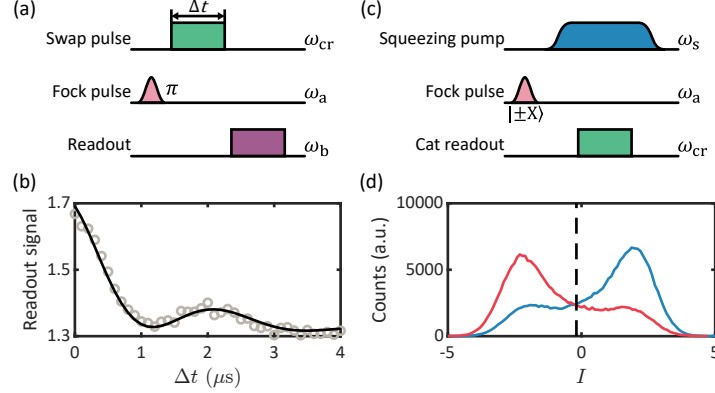 (a)
Δt
Swap pulse
ω_cr
Fock pulse
π
ω_a
Readout
ω_b
(b)
Readout signal
1.7
1.5
1.3
0 1 2 3 4
Δt (μs)
(c)
Squeezing pump
ω_s
Fock pulse
ω_a
|±X⟩
Cat readout
ω_cr
(d)
Counts (a.u.)
10000
5000
0
-5 0 5
I